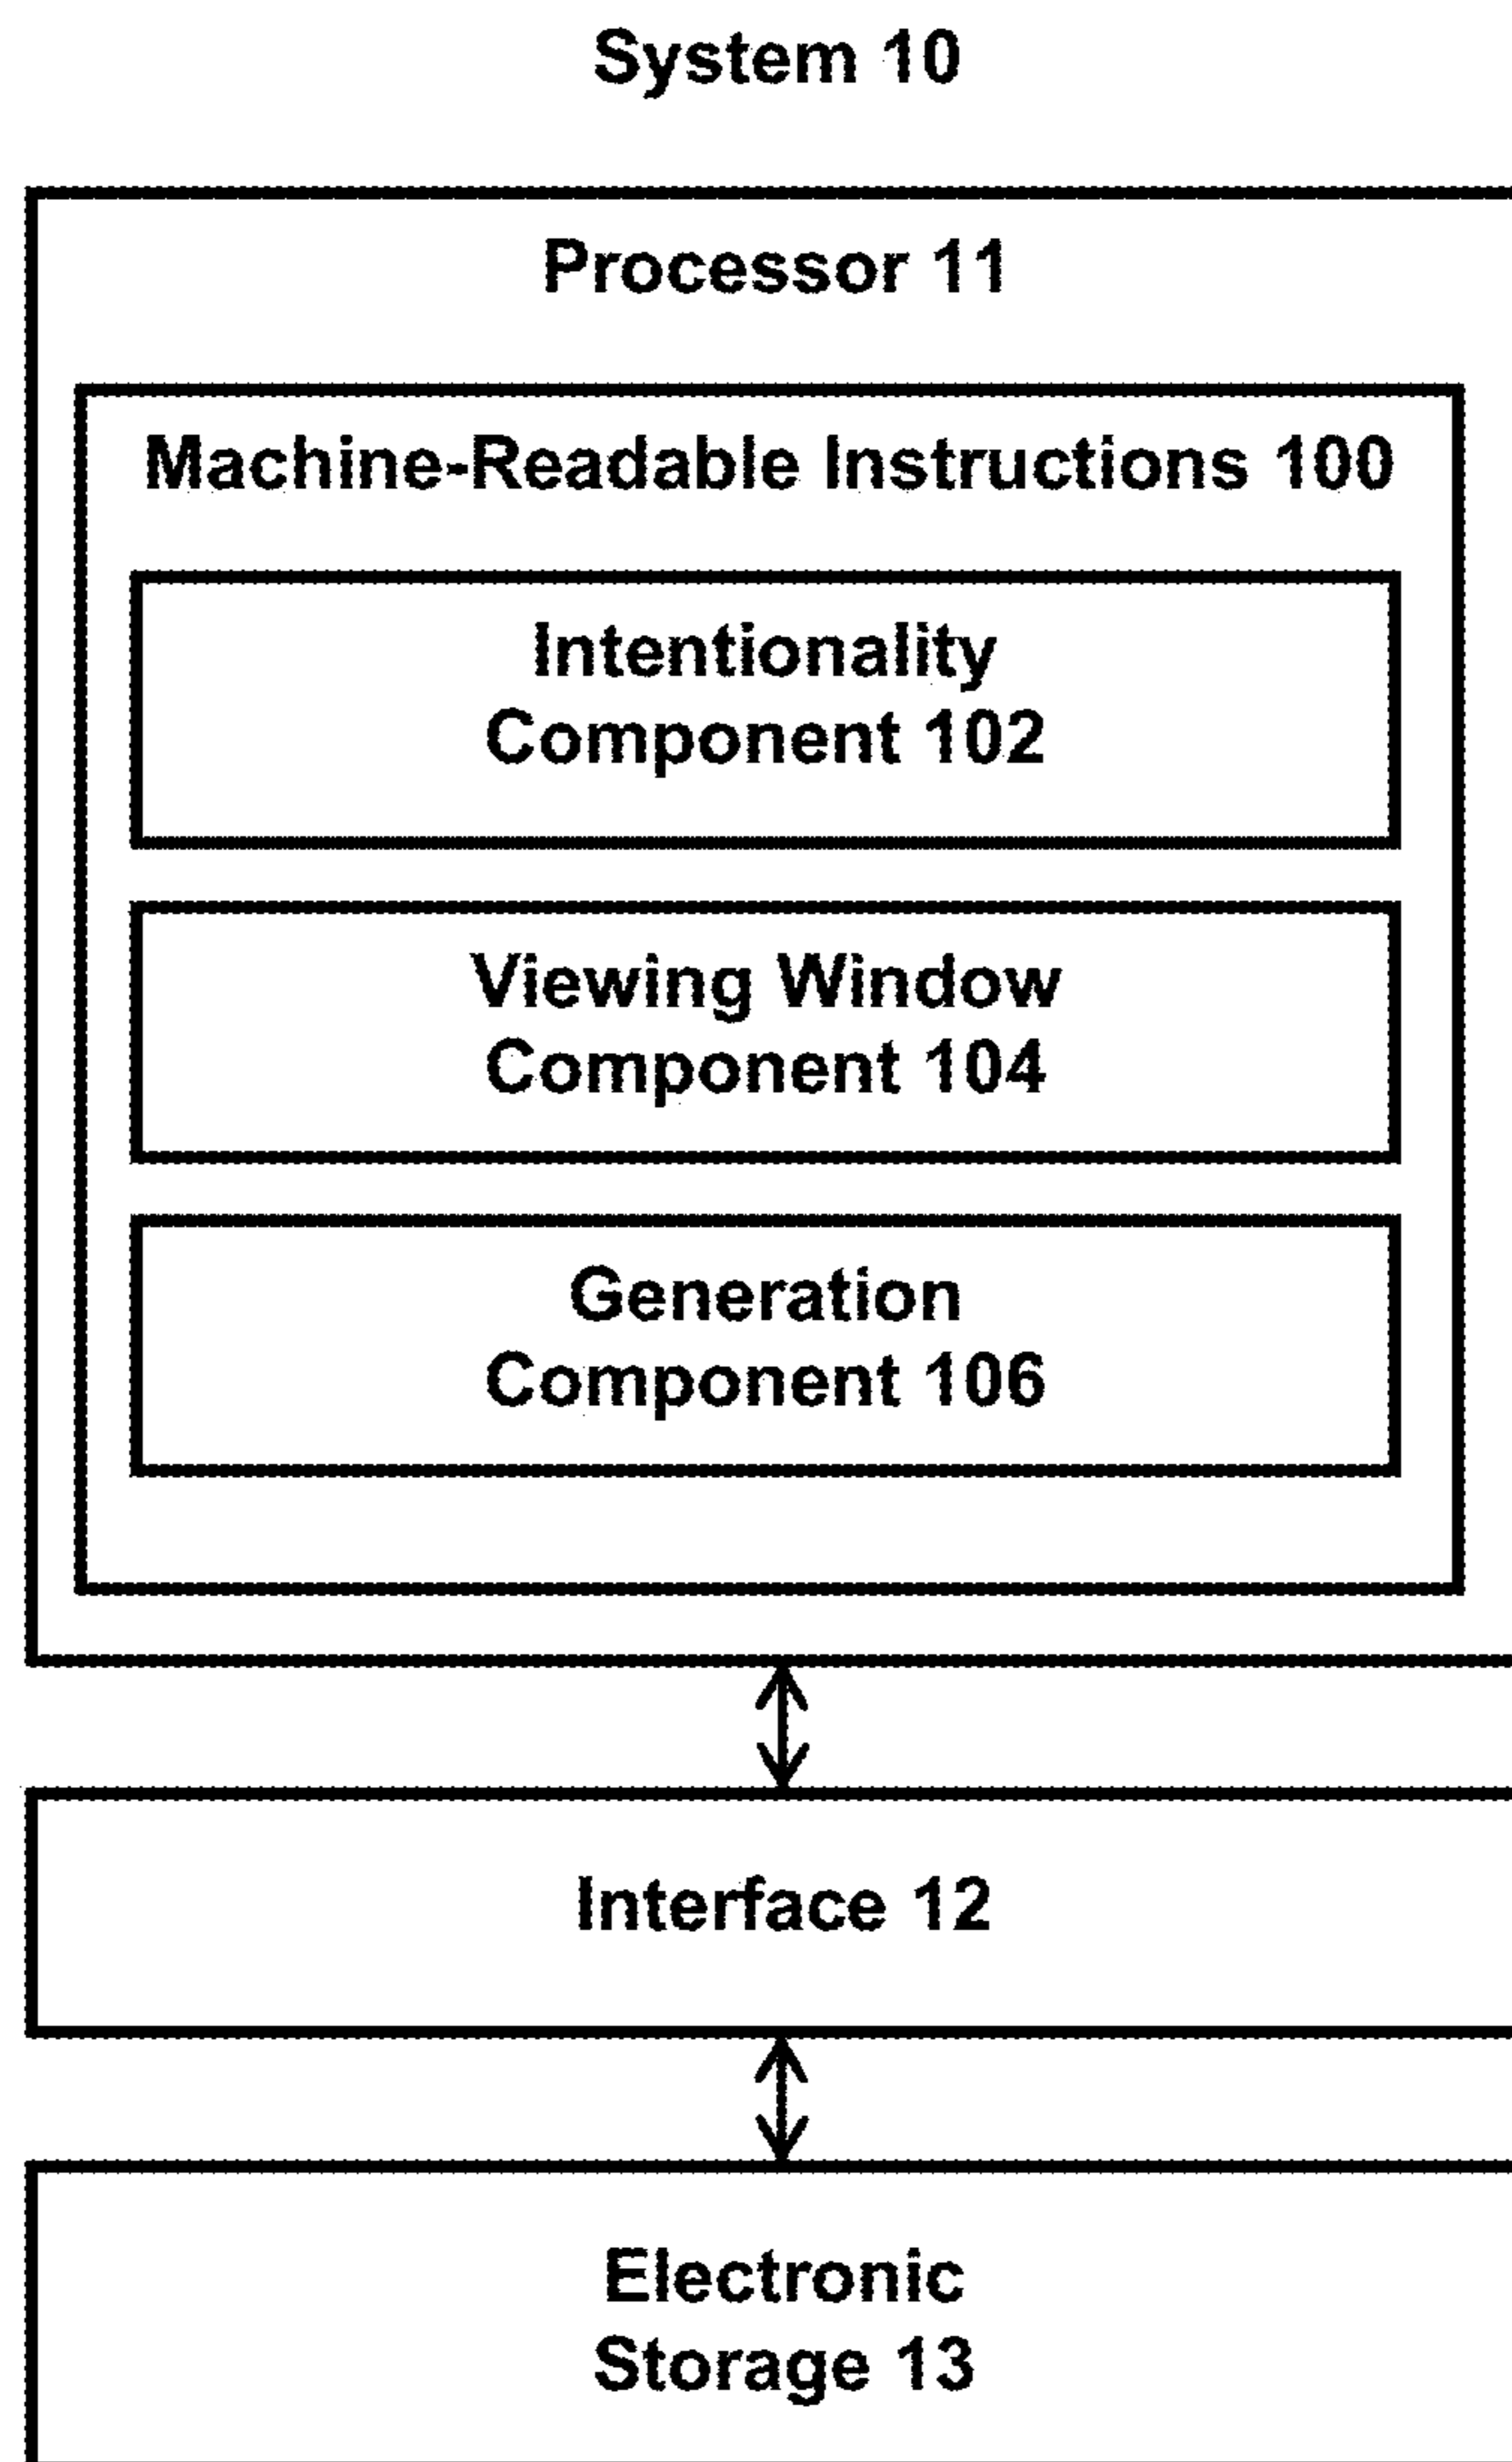 System 10
Processor 11
Machine-Readable Instructions 100
Intentionality
Component 102
Viewing Window
Component 104
Generation
Component 106
Interface 12
Electronic
Storage 13